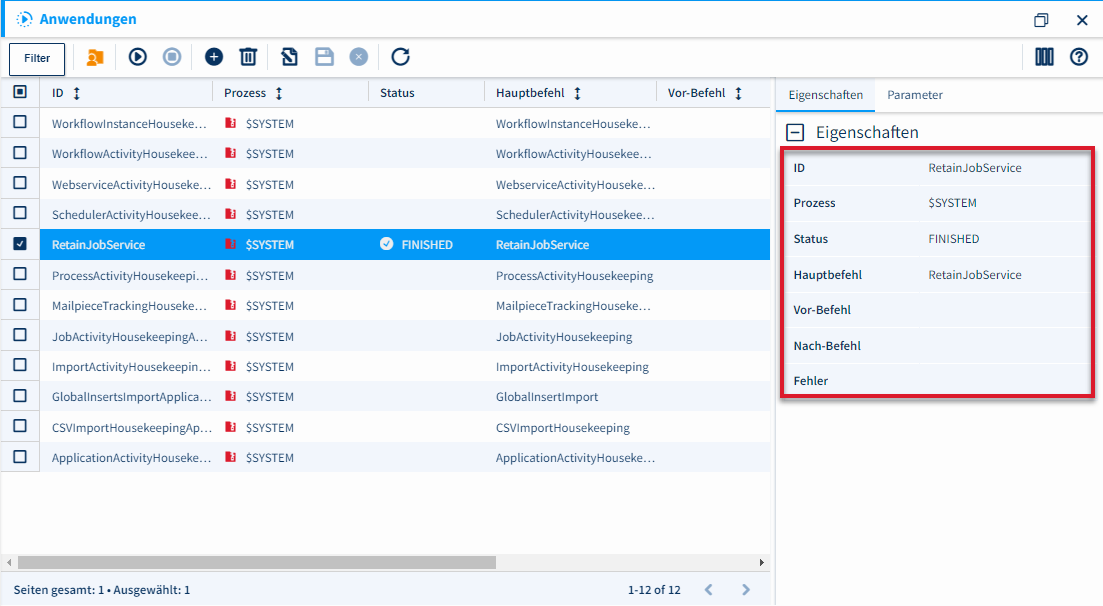 Anwendungen
Filter
ID Prozess Status Hauptbefehl Vor-Befehl
WorkflowInstanceHouseke... $SYSTEM WorkflowInstanceHouseke...
WorkflowActivityHousekee... $SYSTEM WorkflowActivityHousekee...
WebserviceActivityHouseke... $SYSTEM WebserviceActivityHouseke...
SchedulerActivityHousekee... $SYSTEM SchedulerActivityHousekee...
RetainJobService $SYSTEM FINISHED RetainJobService
ProcessActivityHousekeepi... $SYSTEM ProcessActivityHousekeeping
MailpieceTrackingHouseke... $SYSTEM MailpieceTrackingHouseke...
JobActivityHousekeepingA... $SYSTEM JobActivityHousekeeping
ImportActivityHousekeepin... $SYSTEM ImportActivityHousekeeping
GlobalInsertsImportApplica... $SYSTEM GlobalInsertImport
CSVImportHousekeepingAp... $SYSTEM CSVImportHousekeeping
ApplicationActivityHouseke... $SYSTEM ApplicationActivityHouseke...
Seiten gesamt: 1 • Ausgewählt: 1 1-12 of 12
Eigenschaften Parameter
Eigenschaften
ID RetainJobService
Prozess $SYSTEM
Status FINISHED
Hauptbefehl RetainJobService
Vor-Befehl
Nach-Befehl
Fehler